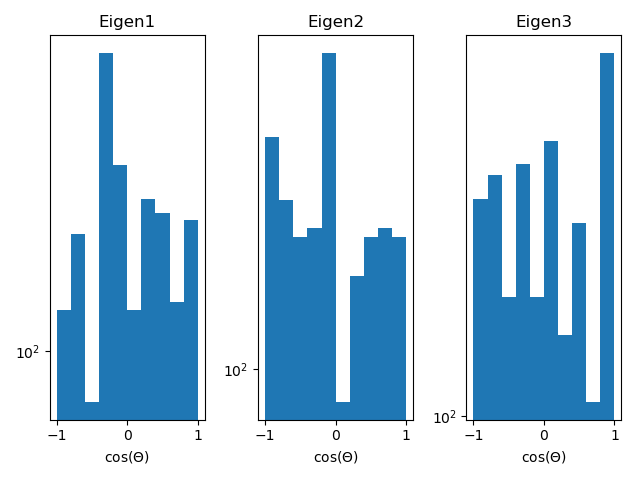 Eigen1 Eigen2 Eigen3
10² 10² 10²
−1 0 1 −1 0 1 −1 0 1
cos(Θ) cos(Θ) cos(Θ)